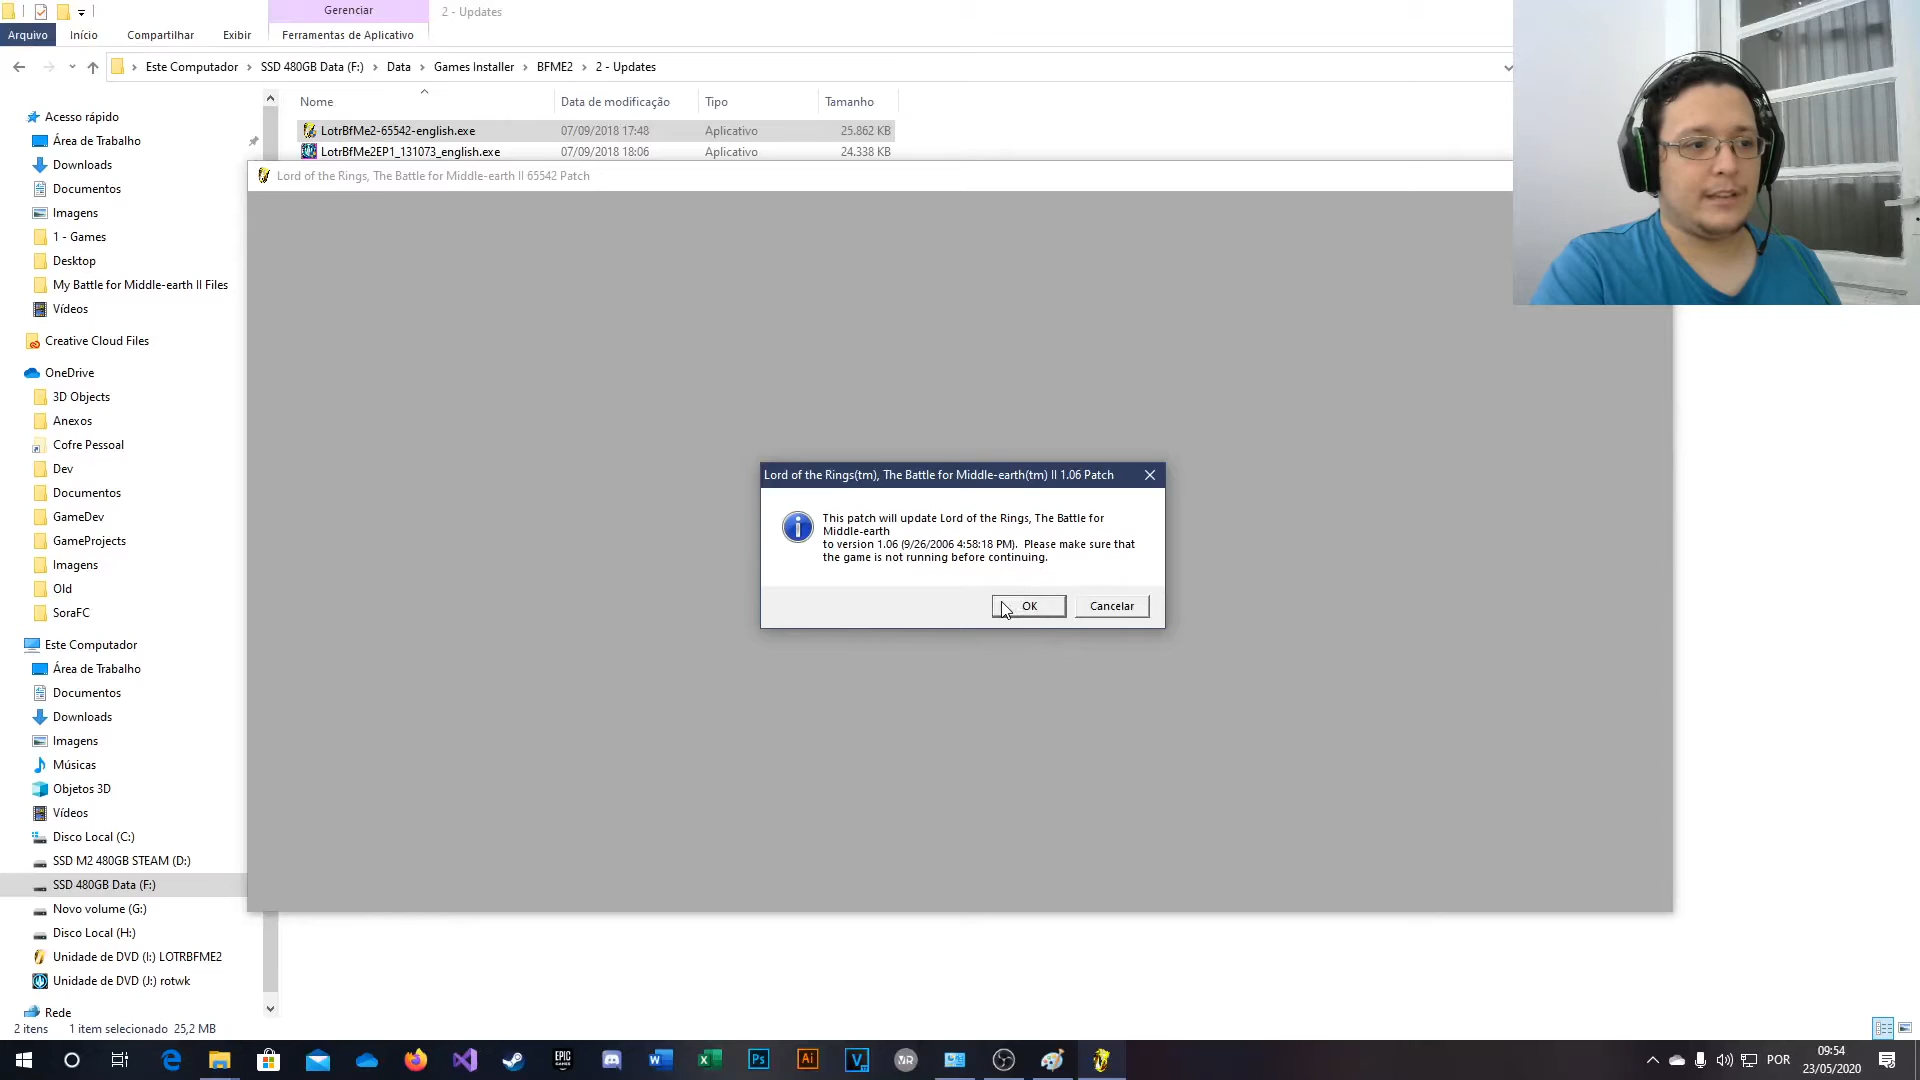 Gerenciar
2 - Updates
Arquivo
Início
Compartilhar
Exibir
Ferramentas de Aplicativo
Este Computador
SSD 480GB Data (F:)
Data
Games Installer
BFME2
2 - Updates
Nome
Data de modificação
Tipo
Tamanho
LotrBfMe2-65542-english.exe
07/09/2018 17:48
Aplicativo
25.862 KB
LotrBfMe2EP1_131073_english.exe
07/09/2018 18:06
Aplicativo
24.338 KB
Acesso rápido
Área de Trabalho
Downloads
Documentos
Imagens
1 - Games
Desktop
My Battle for Middle-earth II Files
Vídeos
Creative Cloud Files
OneDrive
3D Objects
Anexos
Cofre Pessoal
Dev
Documentos
GameDev
GameProjects
Imagens
Old
SoraFC
Este Computador
Área de Trabalho
Documentos
Downloads
Imagens
Músicas
Objetos 3D
Vídeos
Disco Local (C:)
SSD M2 480GB STEAM (D:)
SSD 480GB Data (F:)
Novo volume (G:)
Disco Local (H:)
Unidade de DVD (I:) LOTRBFME2
Unidade de DVD (J:) rotwk
Rede
2 itens
1 item selecionado 25,2 MB
Lord of the Rings, The Battle for Middle-earth II 65542 Patch
Lord of the Rings(tm), The Battle for Middle-earth(tm) II 1.06 Patch
This patch will update Lord of the Rings, The Battle for
Middle-earth
to version 1.06 (9/26/2006 4:58:18 PM). Please make sure that
the game is not running before continuing.
OK
Cancelar
EPIC
GAMES
Ps
Ai
POR
09:54
23/05/2020